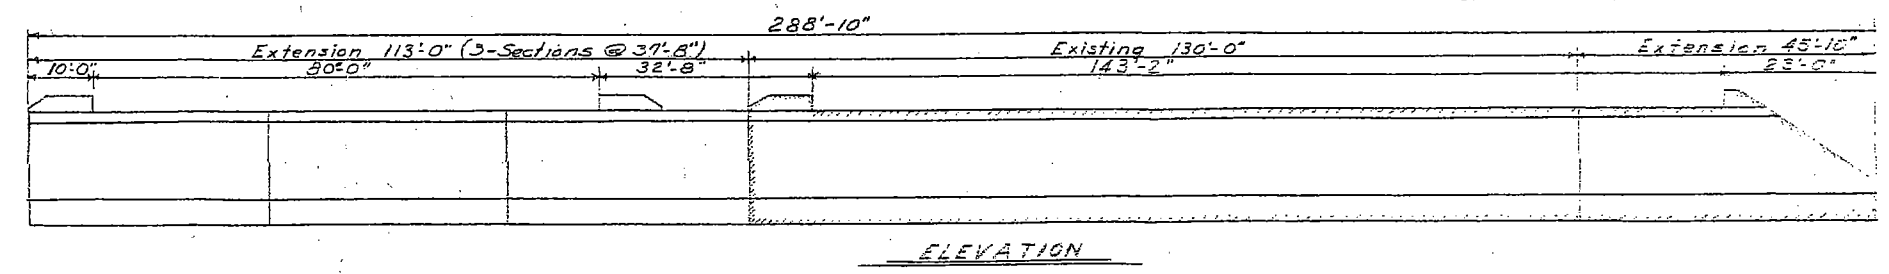 288'-10"
Extension 113'-0" (3-Sections @ 37'-8") Existing 130'-0" Extension 45'-10"
10'-0" 80'-0" 32'-8" 143'-2" 23'-0"
ELEVATION